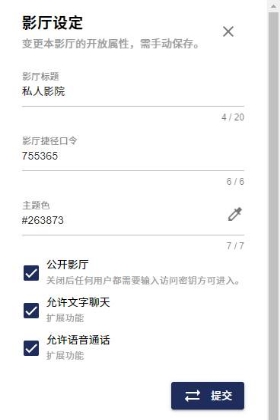 影厅设定
变更本影厅的开放属性，需手动保存。
影厅标题
私人影院
4 / 20
影厅捷径口令
755365
6 / 6
主题色
#263873
7 / 7
公开影厅
关闭后任何用户都需要输入访问密钥方可进入。
允许文字聊天
扩展功能
允许语音通话
扩展功能
提交